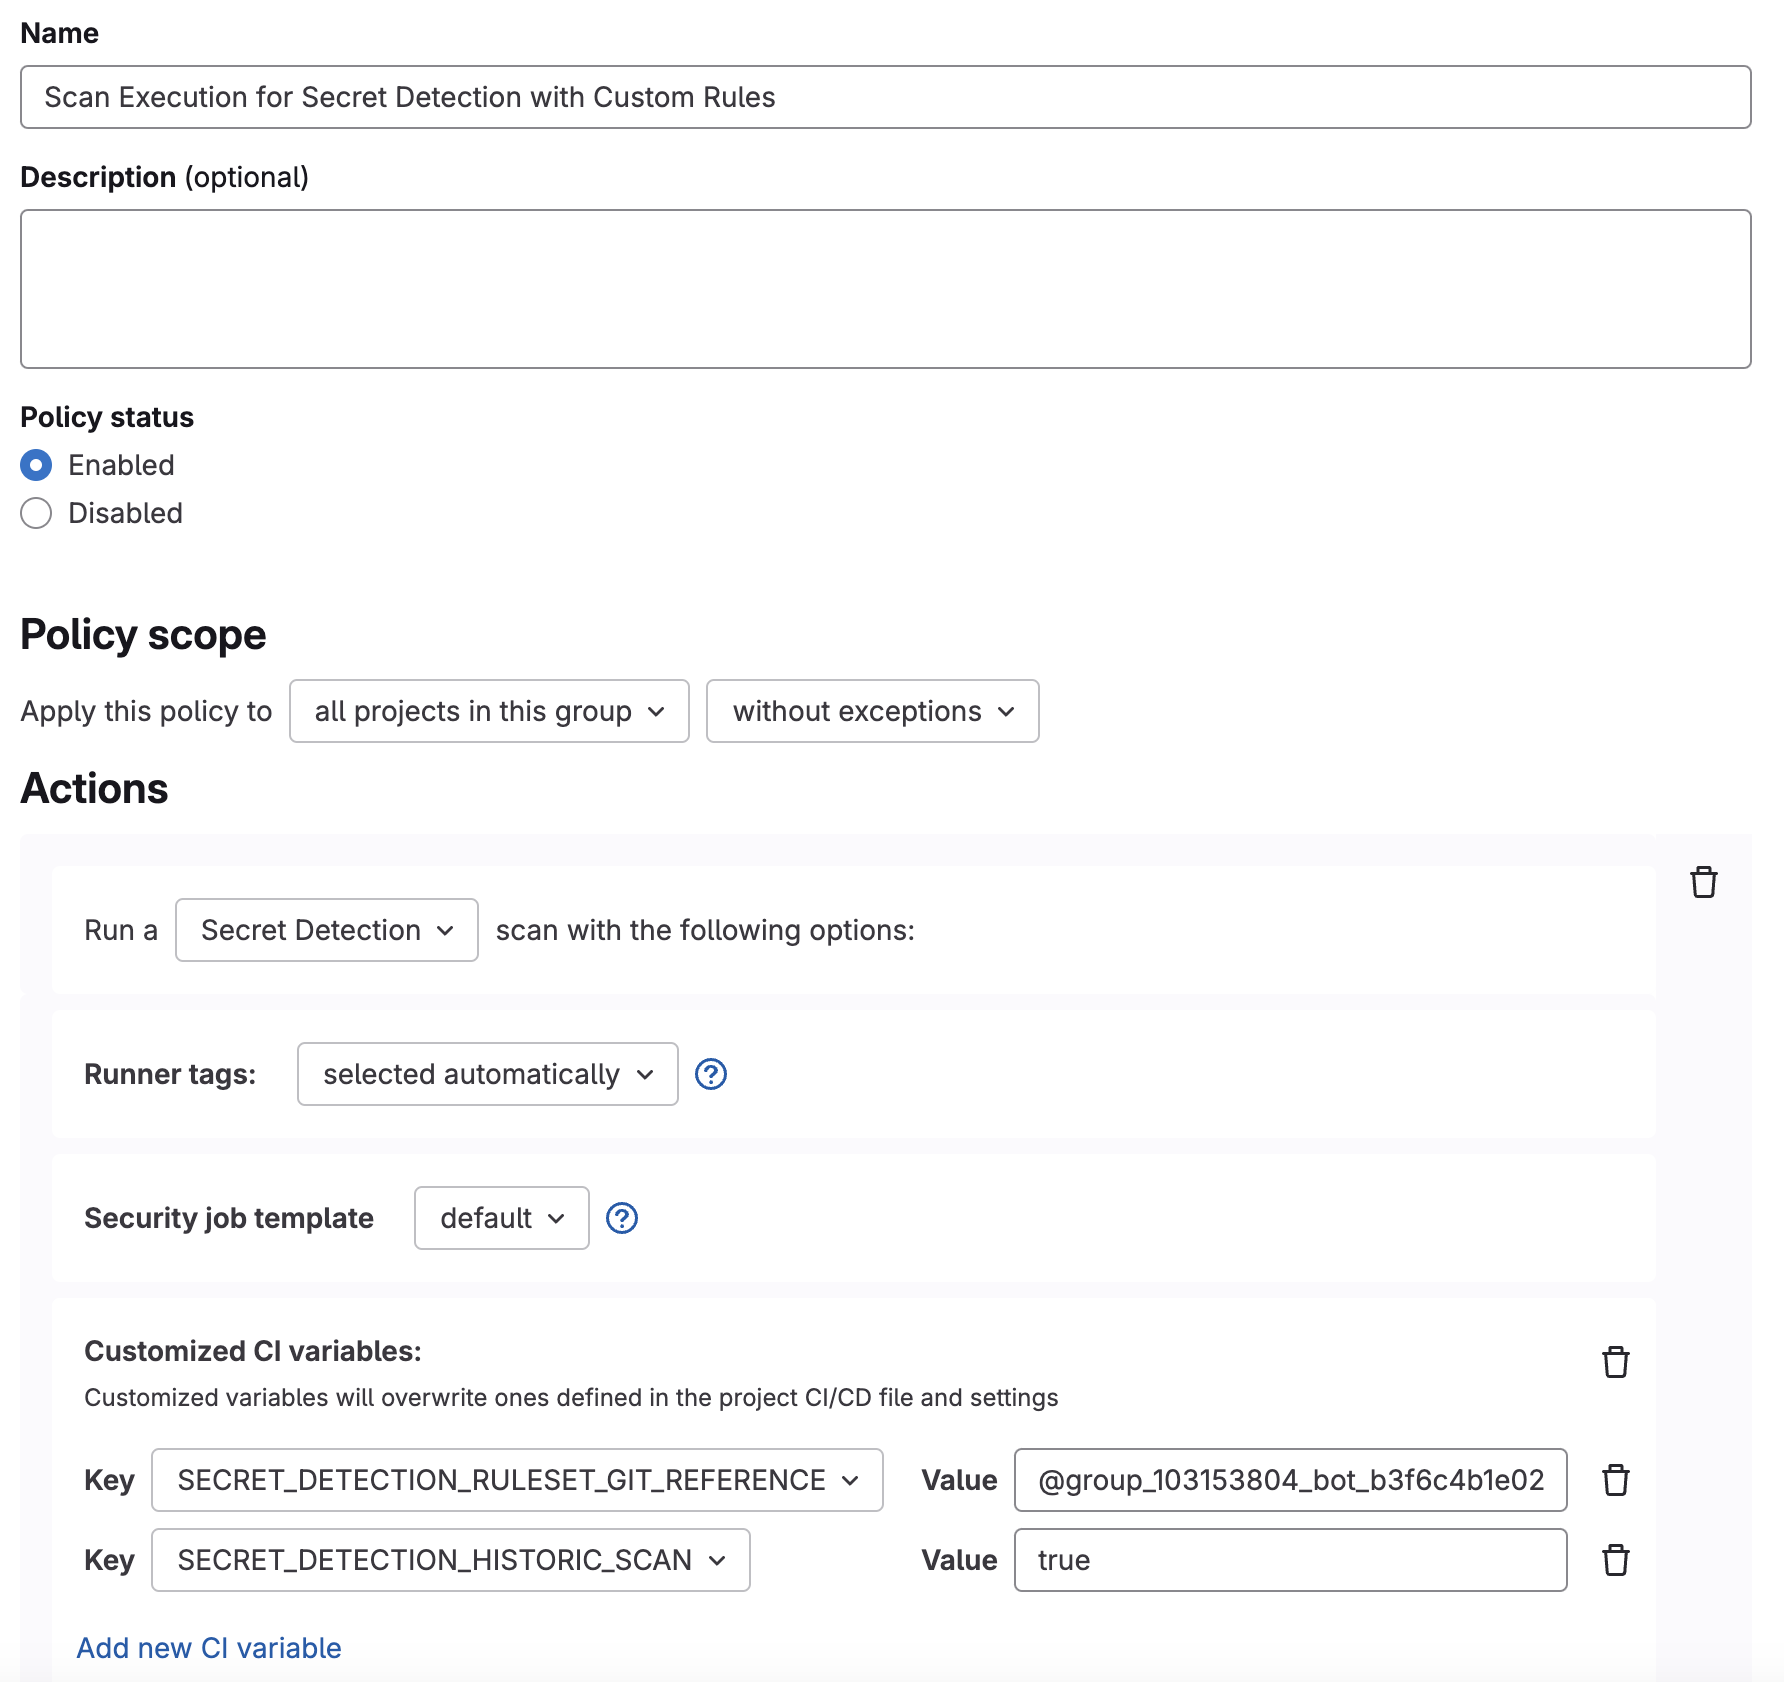 Name
Scan Execution for Secret Detection with Custom Rules
Description (optional)
Policy status
Enabled
Disabled
Policy scope
Apply this policy to all projects in this group without exceptions
Actions
Run a Secret Detection scan with the following options:
Runner tags: selected automatically ?
Security job template default ?
Customized CI variables:
Customized variables will overwrite ones defined in the project CI/CD file and settings
Key SECRET_DETECTION_RULESET_GIT_REFERENCE Value @group_103153804_bot_b3f6c4b1e02
Key SECRET_DETECTION_HISTORIC_SCAN Value true
Add new CI variable